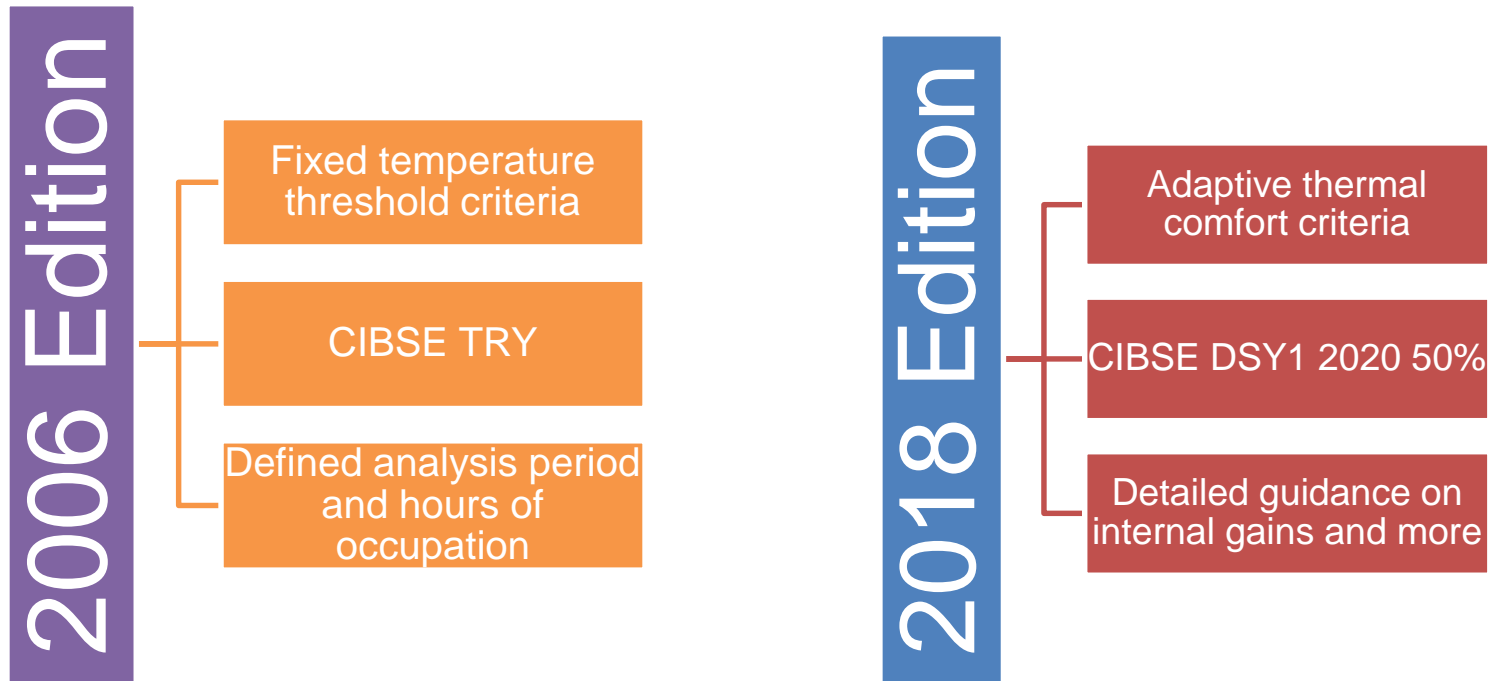 2006 Edition
Fixed temperature
threshold criteria
CIBSE TRY
Defined analysis period
and hours of
occupation
2018 Edition
Adaptive thermal
comfort criteria
CIBSE DSY1 2020 50%
Detailed guidance on
internal gains and more